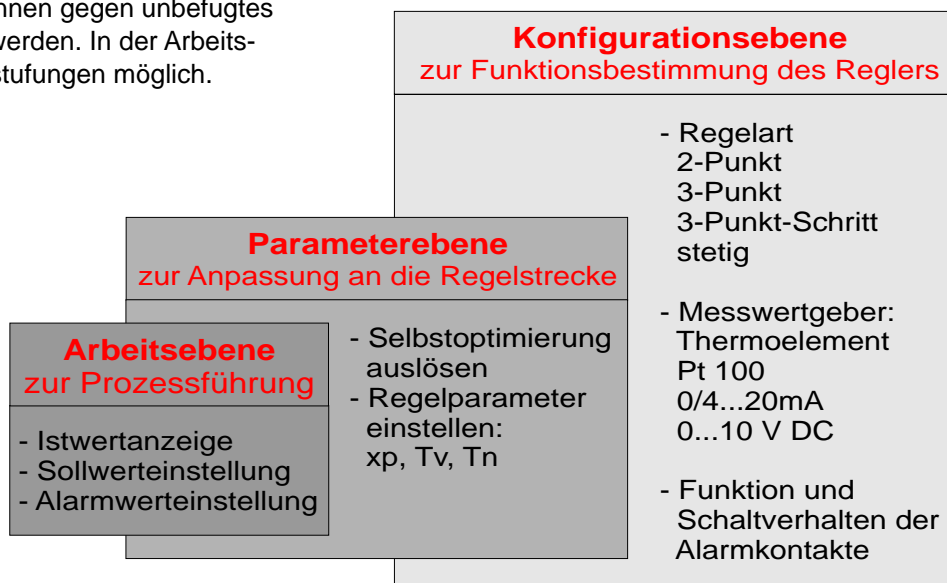 nnen gegen unbefugtes
werden. In der Arbeits-
stufungen möglich.
Konfigurationsebene
zur Funktionsbestimmung des Reglers
- Regelart
2-Punkt
3-Punkt
3-Punkt-Schritt
stetig
- Messwertgeber:
Thermoelement
Pt 100
0/4...20mA
0...10 V DC
- Funktion und
Schaltverhalten der
Alarmkontakte
Parameterebene
zur Anpassung an die Regelstrecke
- Selbstoptimierung
auslösen
- Regelparameter
einstellen:
xp, Tv, Tn
Arbeitsebene
zur Prozessführung
- Istwertanzeige
- Sollwerteinstellung
- Alarmwerteinstellung